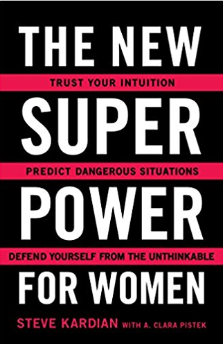 THE NEW
TRUST YOUR INTUITION
SUPER
PREDICT DANGEROUS SITUATIONS
POWER
DEFEND YOURSELF FROM THE UNTHINKABLE
FOR WOMEN
STEVE KARDIAN WITH A. CLARA PISTEK